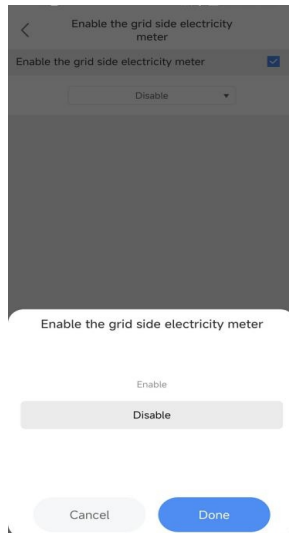 Enable the grid side electricity
meter
Enable the grid side electricity meter
Disable
Enable the grid side electricity meter
Enable
Disable
Cancel
Done